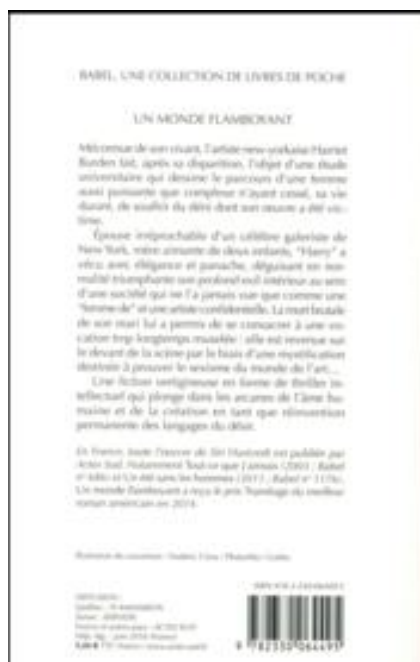 BABEL, UNE COLLECTION DE LIVRES DE POCHE
UN MONDE FLAMBOYANT
Méconnue de son vivant, l'artiste new-yorkaise Harriet
Burden fait, après sa disparition, l'objet d'une étude
universitaire qui dessine le parcours d'une femme
aussi puissante que complexe n'ayant cessé, sa vie
durant, de souffrir du déni dont son œuvre a été vic-
time.
Épouse irréprochable d'un célèbre galeriste de
New York, mère aimante de deux enfants, "Harry" a
vécu avec élégance et panache, déguisant en nor-
malité triomphante son profond exil intérieur au sein
d'une société qui ne l'a jamais vue que comme une
"femme de" et une artiste confidentielle. La mort brutale
de son mari lui a permis de se consacrer à une vo-
cation trop longtemps muselée : elle est revenue sur
le devant de la scène par le biais d'une mystification
destinée à prouver le sexisme du monde de l'art…
Une fiction vertigineuse en forme de thriller in-
tellectuel qui plonge dans les arcanes de l'âme hu-
maine et de la création en tant que réinvention
permanente des langages du désir.
En France, toute l'œuvre de Siri Hustvedt est publiée par
Actes Sud. Notamment Tout ce que j'aimais (2003 ; Babel
n° 686) et Un été sans les hommes (2011 ; Babel n°
Un monde flamboyant a reçu le prix du meilleur
roman américain en 2014.
Illustration de couverture :
9 782330 064495